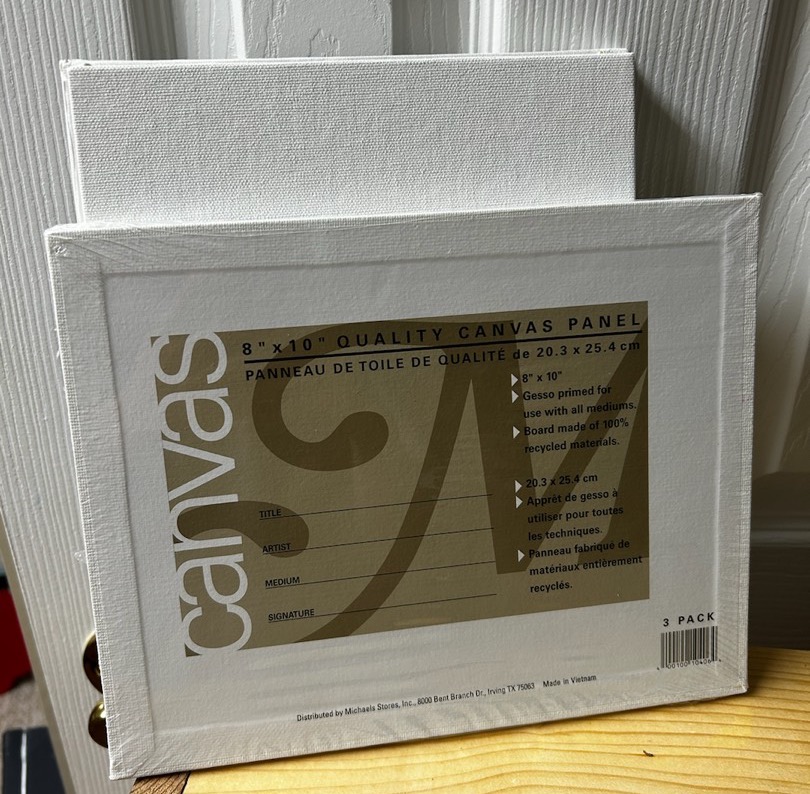 canvas
8" x 10" QUALITY CANVAS PANEL
PANNEAU DE TOILE DE QUALITÉ de 20.3 x 25.4 cm
8" x 10"
Gesso primed for
use with all mediums.
Board made of 100%
recycled materials.
20.3 x 25.4 cm
Apprêt de gesso à
utiliser pour toutes
les techniques.
Panneau fabriqué de
matériaux entièrement
recyclés.
TITLE
ARTIST
MEDIUM
SIGNATURE
3 PACK
Distributed by Michaels Stores, Inc., 8000 Bent Branch Dr., Irving TX 75063 Made in Vietnam